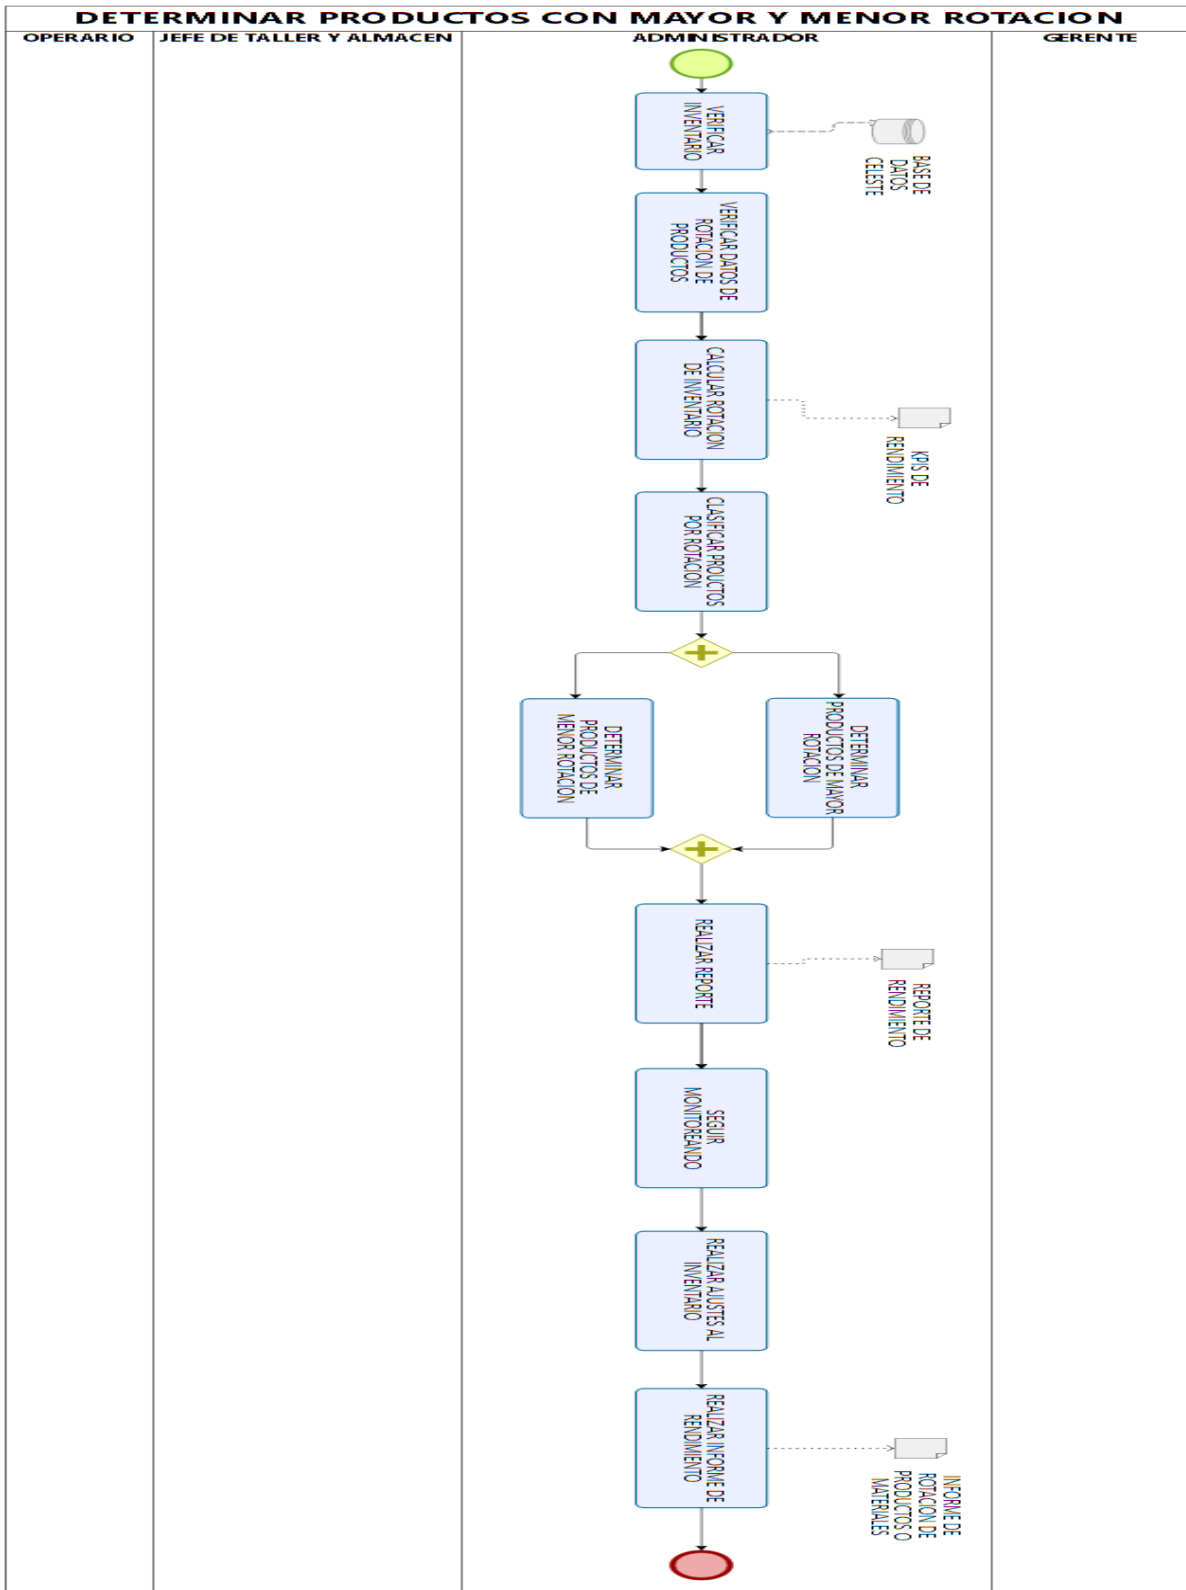 DETERMINAR PRODUCTOS CON MAYOR Y MENOR ROTACION
OPERARIO
JEFE DE TALLER Y ALMACEN
ADMINISTRADOR
GERENTE
VERIFICAR
INVENTARIO
BASE DE
DATOS
CELESTE
VERIFICAR DATOS DE
ROTACION DE
PRODUCTOS
CALCULAR ROTACION
DE INVENTARIO
KPIS DE
RENDIMIENTO
CLASIFICAR PROUCTOS
POR ROTACION
DETERMINAR
PRODUCTOS DE
MENOR ROTACION
DETERMINAR
PRODUCTOS DE MAYOR
ROTACION
REALIZAR REPORTE
REPORTE DE
RENDIMIENTO
SEGUIR
MONITOREANDO
REALIZAR AJUSTES AL
INVENTARIO
REALIZAR INFORME DE
RENDIMIENTO
INFORME DE
ROTACION DE
PRODUCTOS O
MATERIALES